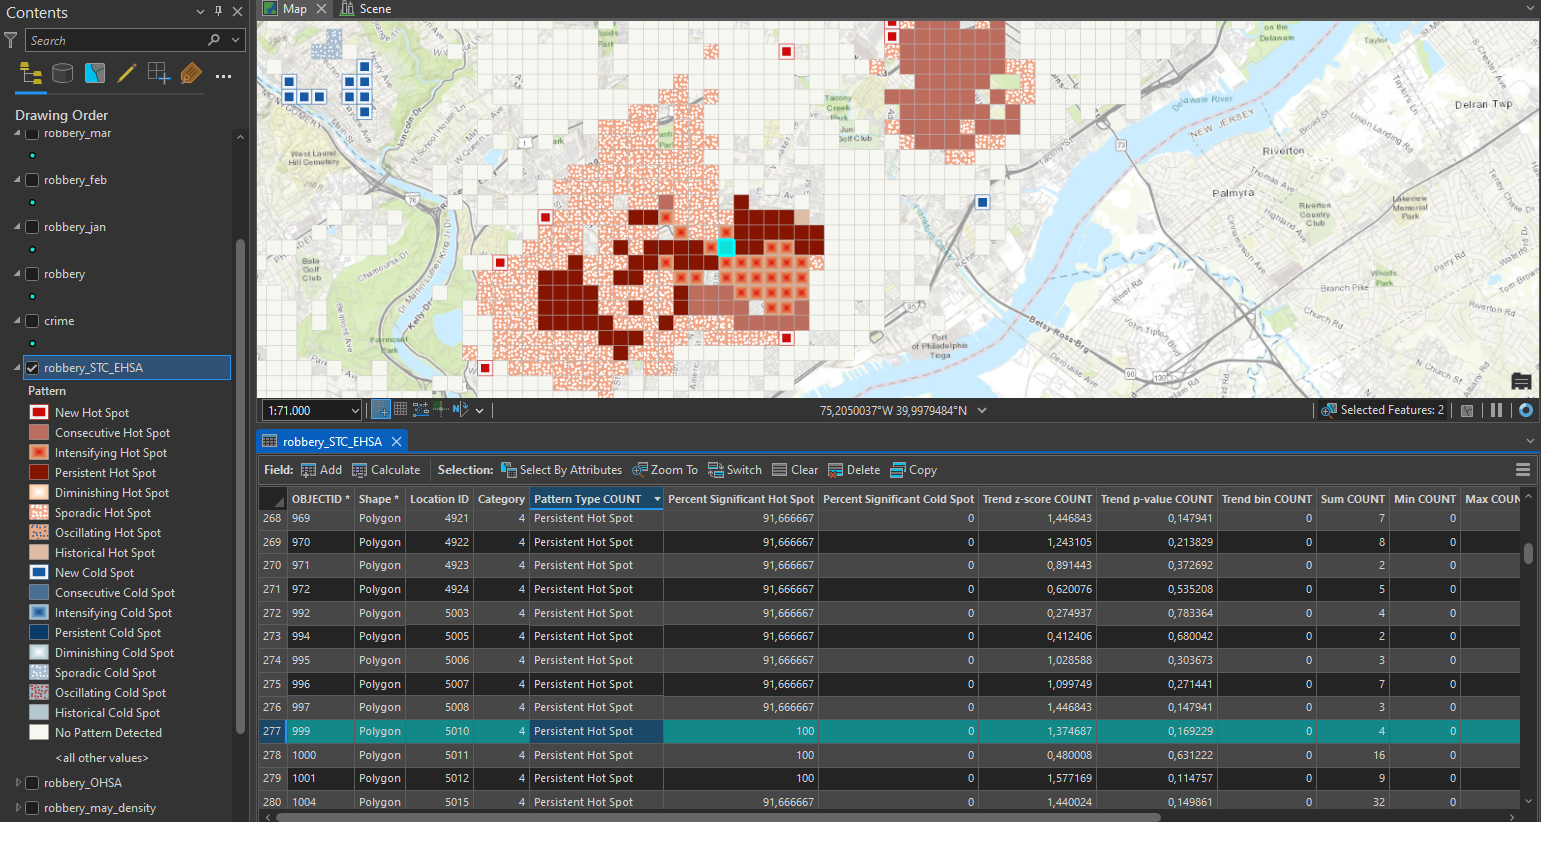 Contents
Search
Drawing Order
robbery_mar
robbery_feb
robbery_jan
robbery
crime
robbery_STC_EHSA
Pattern
New Hot Spot
Consecutive Hot Spot
Intensifying Hot Spot
Persistent Hot Spot
Diminishing Hot Spot
Sporadic Hot Spot
Oscillating Hot Spot
Historical Hot Spot
New Cold Spot
Consecutive Cold Spot
Intensifying Cold Spot
Persistent Cold Spot
Diminishing Cold Spot
Sporadic Cold Spot
Oscillating Cold Spot
Historical Cold Spot
No Pattern Detected
<all other values>
robbery_OHSA
robbery_may_density
Map Scene
on the
Delaware
Taylor
Woods
Park
Delaware River
NEW JERSEY
Delran Twp
Tacony
Creek
Park
Golf Club
West Laurel
Hill Cemetery
1
73
Riverton
Palmyra
Riverton
Country
Club
Lakeview
Memorial
Park
76
Bala
Golf
Club
Woods
Park
Branch Pike
River Rd
95
Fairmount
Park
Kelly Dr
Port
of Philadelphia
Tioga
Betsy-Ross-Brg
90
130
Church Rd
1:71.000
75,2050037°W 39,9979484°N
Selected Features: 2
robbery_STC_EHSA
Field: Add Calculate Selection: Select By Attributes Zoom To Switch Clear Delete Copy
OBJECTID * Shape * Location ID Category Pattern Type COUNT Percent Significant Hot Spot Percent Significant Cold Spot Trend z-score COUNT Trend p-value COUNT Trend bin COUNT Sum COUNT Min COUNT Max COUN
268 969 Polygon 4921 4 Persistent Hot Spot 91,666667 0 1,446843 0,147941 0 7 0
269 970 Polygon 4922 4 Persistent Hot Spot 91,666667 0 1,243105 0,213829 0 8 0
270 971 Polygon 4923 4 Persistent Hot Spot 91,666667 0 0,891443 0,372692 0 2 0
271 972 Polygon 4924 4 Persistent Hot Spot 91,666667 0 0,620076 0,535208 0 5 0
272 992 Polygon 5003 4 Persistent Hot Spot 91,666667 0 0,274937 0,783364 0 4 0
273 994 Polygon 5005 4 Persistent Hot Spot 91,666667 0 0,412406 0,680042 0 2 0
274 995 Polygon 5006 4 Persistent Hot Spot 91,666667 0 1,028588 0,303673 0 3 0
275 996 Polygon 5007 4 Persistent Hot Spot 91,666667 0 1,099749 0,271441 0 7 0
276 997 Polygon 5008 4 Persistent Hot Spot 91,666667 0 1,446843 0,147941 0 3 0
277 999 Polygon 5010 4 Persistent Hot Spot 100 0 1,374687 0,169229 0 4 0
278 1000 Polygon 5011 4 Persistent Hot Spot 100 0 0,480008 0,631222 0 16 0
279 1001 Polygon 5012 4 Persistent Hot Spot 100 0 1,577169 0,114757 0 9 0
280 1004 Polygon 5015 4 Persistent Hot Spot 91,666667 0 1,440024 0,149861 0 32 0